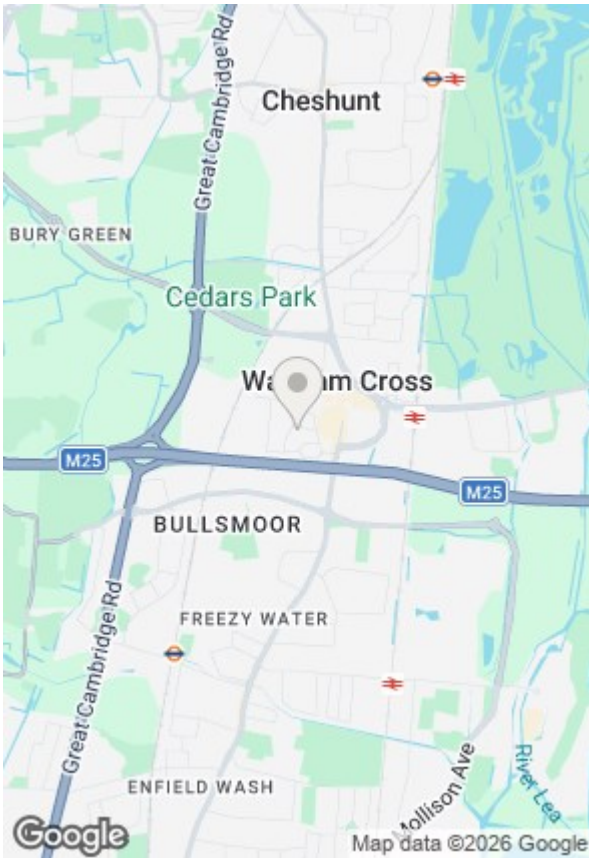 Great Cambridge Rd
Cheshunt
BURY GREEN
Cedars Park
Cross
M25
M25
BULLSMOOR
FREEZY WATER
Great Cambridge Rd
ENFIELD WASH
Mollison Ave
River Lea
Google
Map data ©2026 Google